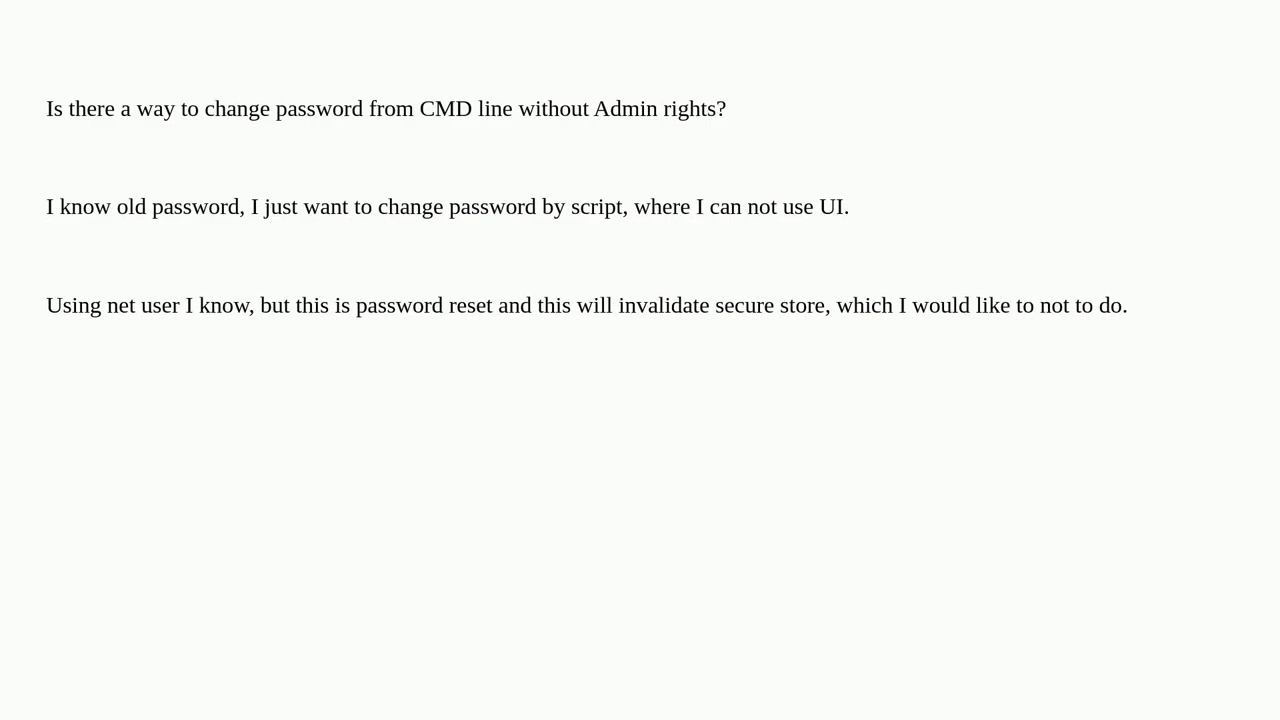 Is there a way to change password from CMD line without Admin rights?
I know old password, I just want to change password by script, where I can not use UI.
Using net user I know, but this is password reset and this will invalidate secure store, which I would like to not to do.